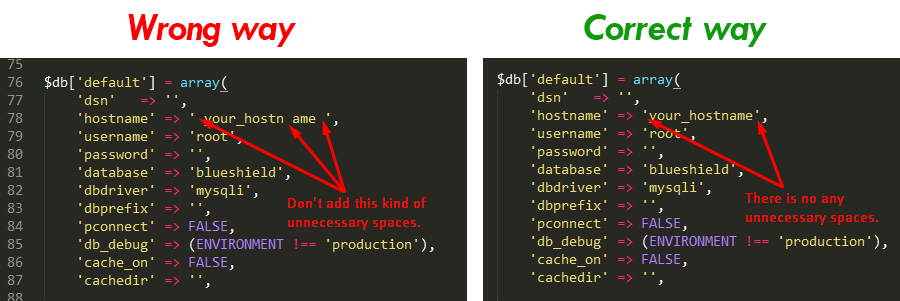 Wrong way
75
76 $db['default'] = array(
77 'dsn'   => '',
78 'hostname' => ' your_hostn ame ',
79 'username' => 'root',
80 'password' => '',
81 'database' => 'blueshield',
82 'dbdriver' => 'mysqli',
83 'dbprefix' => '',
84 'pconnect' => FALSE,
85 'db_debug' => (ENVIRONMENT !== 'production'),
86 'cache_on' => FALSE,
87 'cachedir' => '',
88
Don't add this kind of
unnecessary spaces.
Correct way
$db['default'] = array(
'dsn'   => '',
'hostname' => 'your_hostname',
'username' => 'root',
'password' => '',
'database' => 'blueshield',
'dbdriver' => 'mysqli',
'dbprefix' => '',
'pconnect' => FALSE,
'db_debug' => (ENVIRONMENT !== 'production'),
'cache_on' => FALSE,
'cachedir' => '',
There is no any
unnecessary spaces.